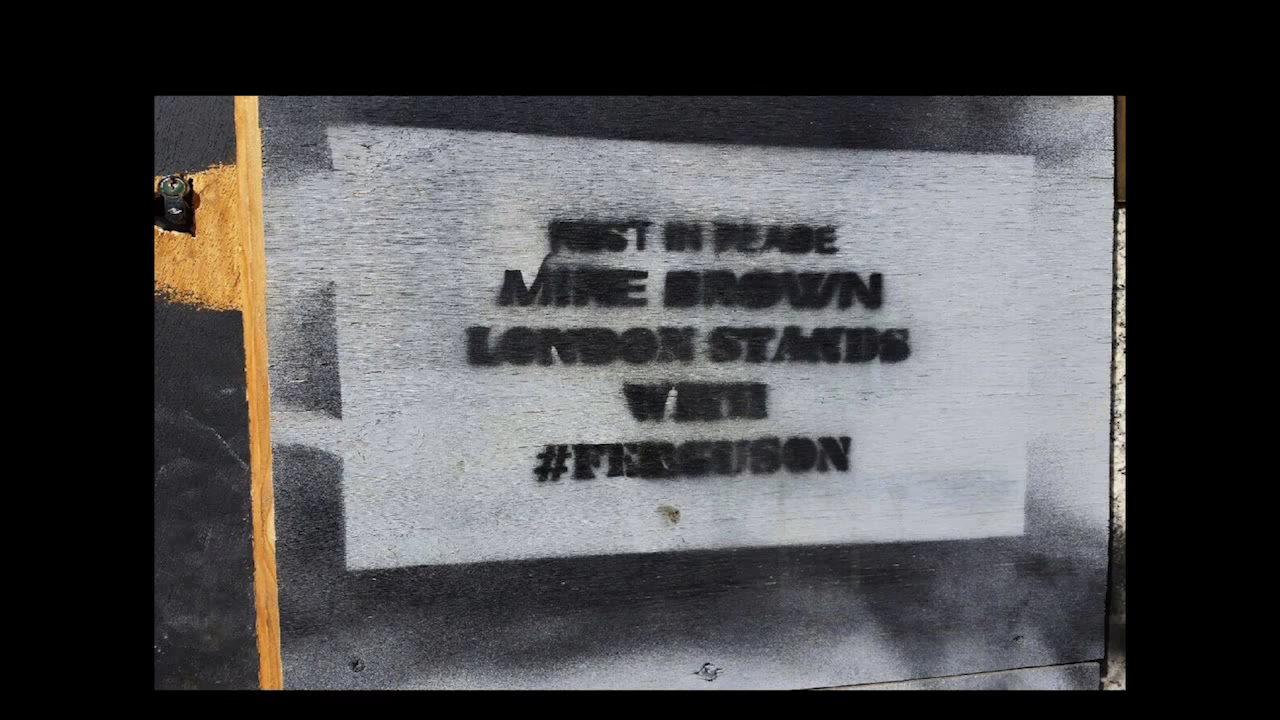 REST IN PEACE
MIKE BROWN
LONDON STANDS
WITH
#FERGUSON